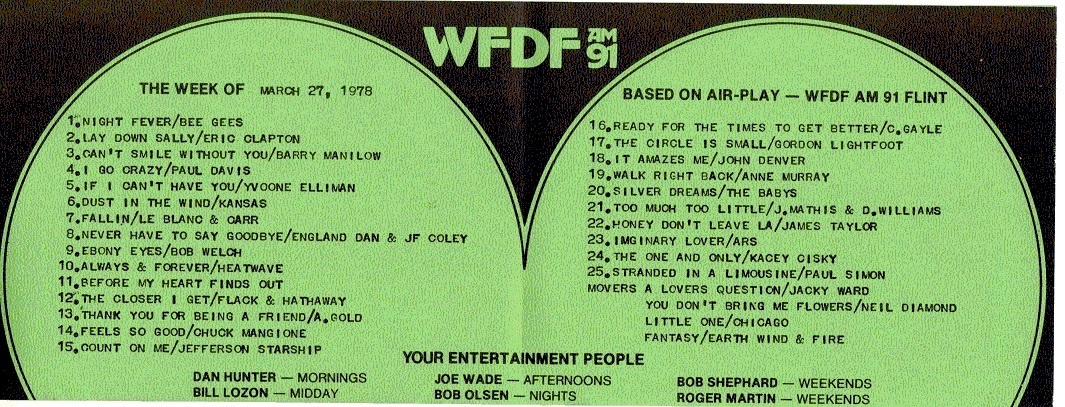 WFDF AM 91
THE WEEK OF MARCH 27, 1978
1. NIGHT FEVER/BEE GEES
2. LAY DOWN SALLY/ERIC CLAPTON
3. CAN'T SMILE WITHOUT YOU/BARRY MANILOW
4. I GO CRAZY/PAUL DAVIS
5. IF I CAN'T HAVE YOU/YVOONE ELLIMAN
6. DUST IN THE WIND/KANSAS
7. FALLIN/LE BLANC & CARR
8. NEVER HAVE TO SAY GOODBYE/ENGLAND DAN & JF COLEY
9. EBONY EYES/BOB WELCH
10. ALWAYS & FOREVER/HEATWAVE
11. BEFORE MY HEART FINDS OUT
12. THE CLOSER I GET/FLACK & HATHAWAY
13. THANK YOU FOR BEING A FRIEND/A.GOLD
14. FEELS SO GOOD/CHUCK MANGIONE
15. COUNT ON ME/JEFFERSON STARSHIP
BASED ON AIR-PLAY — WFDF AM 91 FLINT
16. READY FOR THE TIMES TO GET BETTER/C.GAYLE
17. THE CIRCLE IS SMALL/GORDON LIGHTFOOT
18. IT AMAZES ME/JOHN DENVER
19. WALK RIGHT BACK/ANNE MURRAY
20. SILVER DREAMS/THE BABYS
21. TOO MUCH TOO LITTLE/J.MATHIS & D.WILLIAMS
22. HONEY DON'T LEAVE LA/JAMES TAYLOR
23. IMGINARY LOVER/ARS
24. THE ONE AND ONLY/KACEY CISKY
25. STRANDED IN A LIMOUSINE/PAUL SIMON
MOVERS A LOVERS QUESTION/JACKY WARD
YOU DON'T BRING ME FLOWERS/NEIL DIAMOND
LITTLE ONE/CHICAGO
FANTASY/EARTH WIND & FIRE
YOUR ENTERTAINMENT PEOPLE
DAN HUNTER — MORNINGS
BILL LOZON — MIDDAY
JOE WADE — AFTERNOONS
BOB OLSEN — NIGHTS
BOB SHEPHARD — WEEKENDS
ROGER MARTIN — WEEKENDS